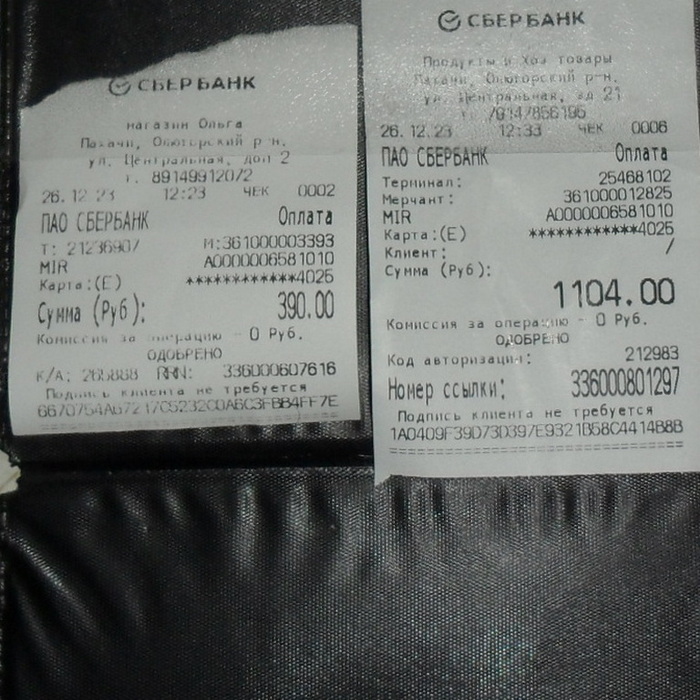 СБЕРБАНК
магазин Ольга
Пахачи, Олюторский р-н.
ул. Центральная, дом 2
т. 89149912072
26.12.23 12:23 ЧЕК 0002
ПАО СБЕРБАНК Оплата
Т: 21236907 М:361000003393
MIR A0000006581010
Карта:(E) ************4025
Сумма (Руб): 390.00
Комиссия за операцию - 0 Руб.
ОДОБРЕНО
К/А: 265888 RRN: 336000607616
Подпись клиента не требуется
СБЕРБАНК
Продукты и Хоз товары
Пахачи, Олюторский р-н.
ул. Центральная, зд 21
т. 79147856195
26.12.23 12:33 ЧЕК 0006
ПАО СБЕРБАНК Оплата
Терминал: 25468102
Мерчант: 361000012825
MIR A0000006581010
Карта:(E) ************4025
Клиент: /
Сумма (Руб):
1104.00
Комиссия за операцию - 0 Руб.
ОДОБРЕНО
Код авторизации: 212983
Номер ссылки: 336000801297
Подпись клиента не требуется
1A0409F39D73D397E9321B58C4414B8B